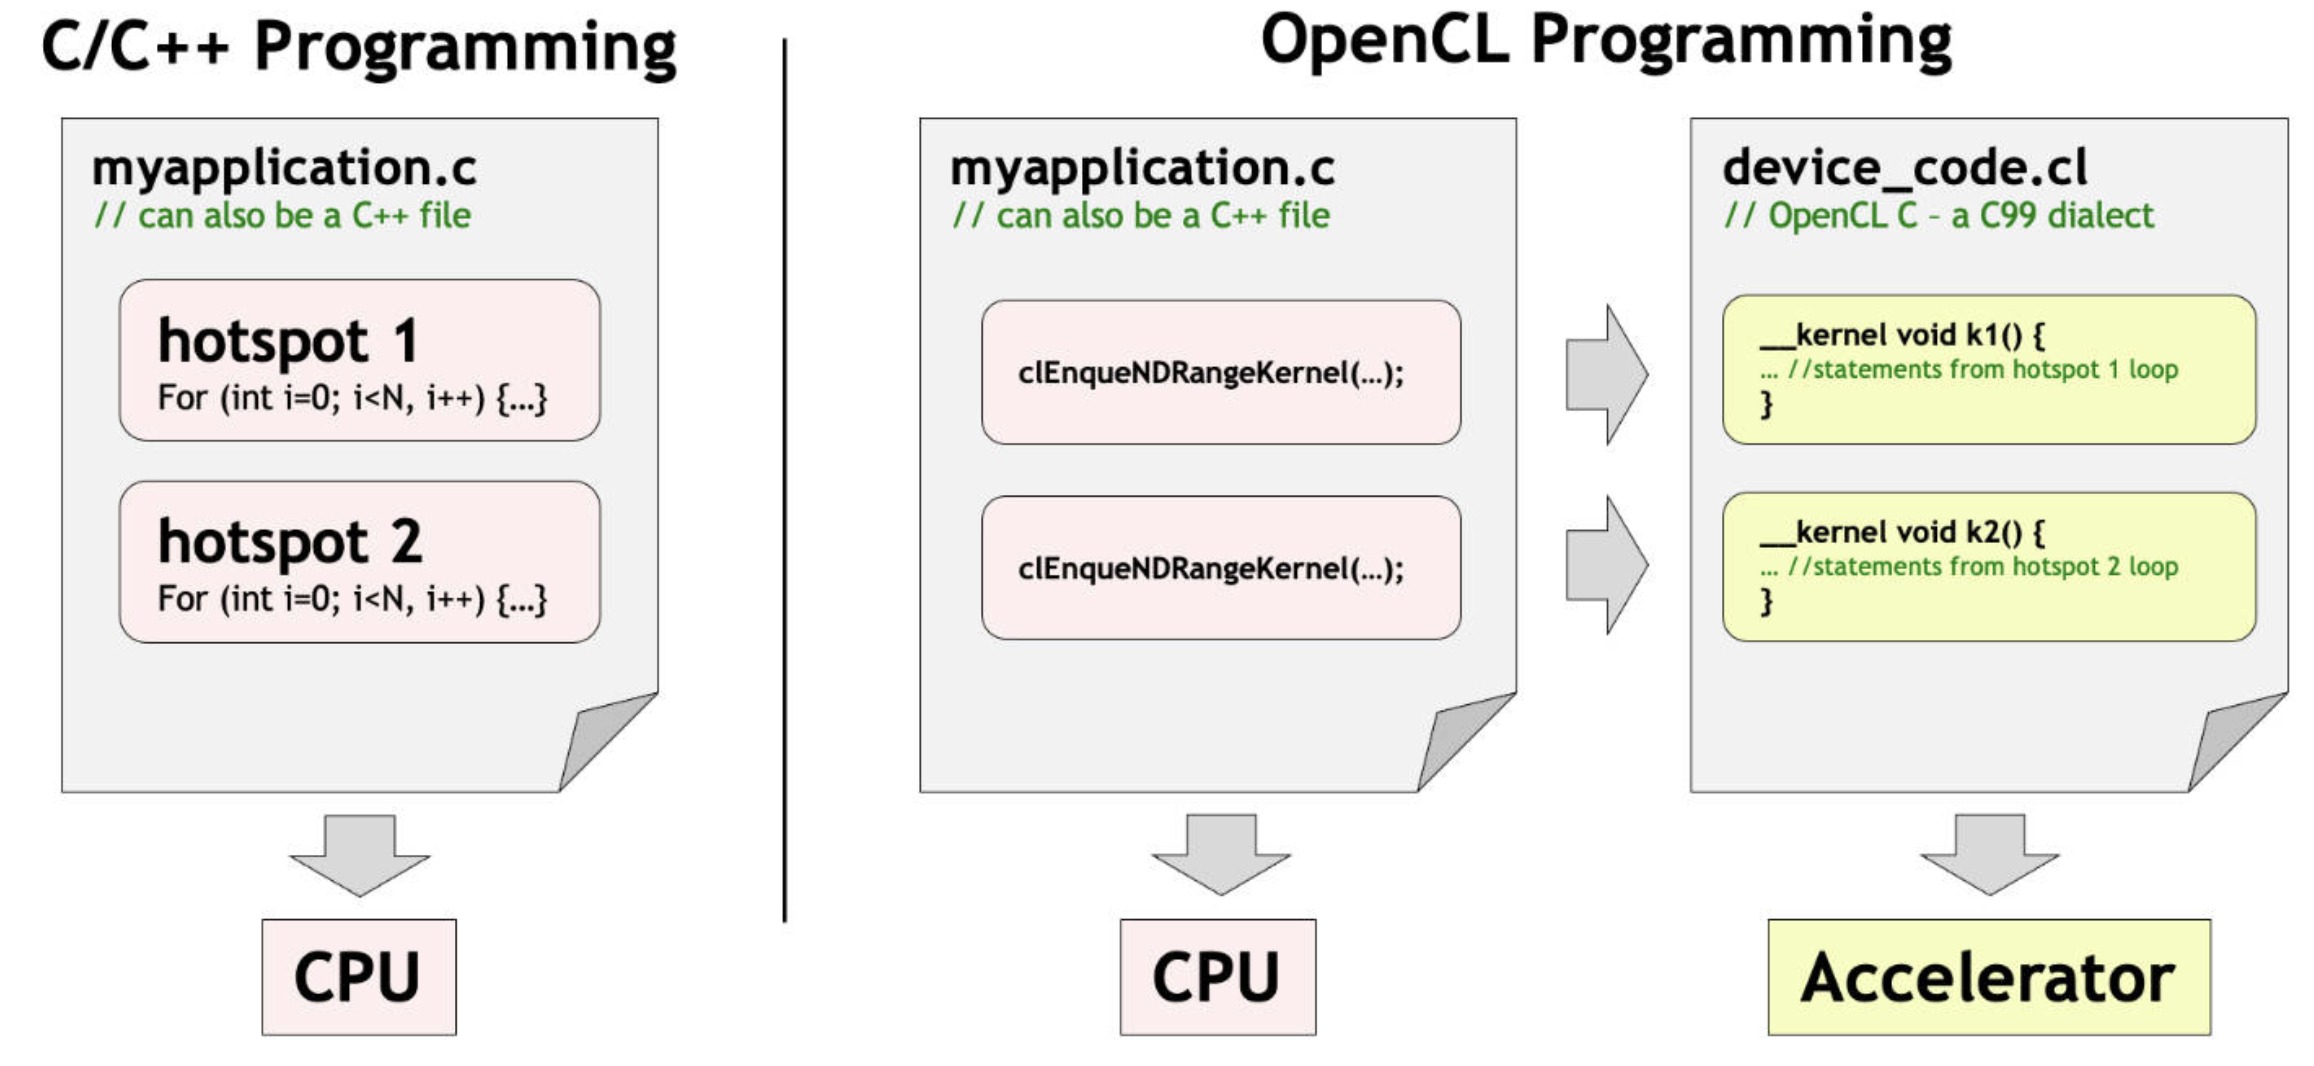 C/C++ Programming
myapplication.c
// can also be a C++ file
hotspot 1
For (int i=0; i<N, i++) {...}
hotspot 2
For (int i=0; i<N, i++) {...}
CPU
OpenCL Programming
myapplication.c
// can also be a C++ file
clEnqueNDRangeKernel(...);
clEnqueNDRangeKernel(...);
CPU
device_code.cl
// OpenCL C - a C99 dialect
__kernel void k1() {
... //statements from hotspot 1 loop
}
__kernel void k2() {
... //statements from hotspot 2 loop
}
Accelerator